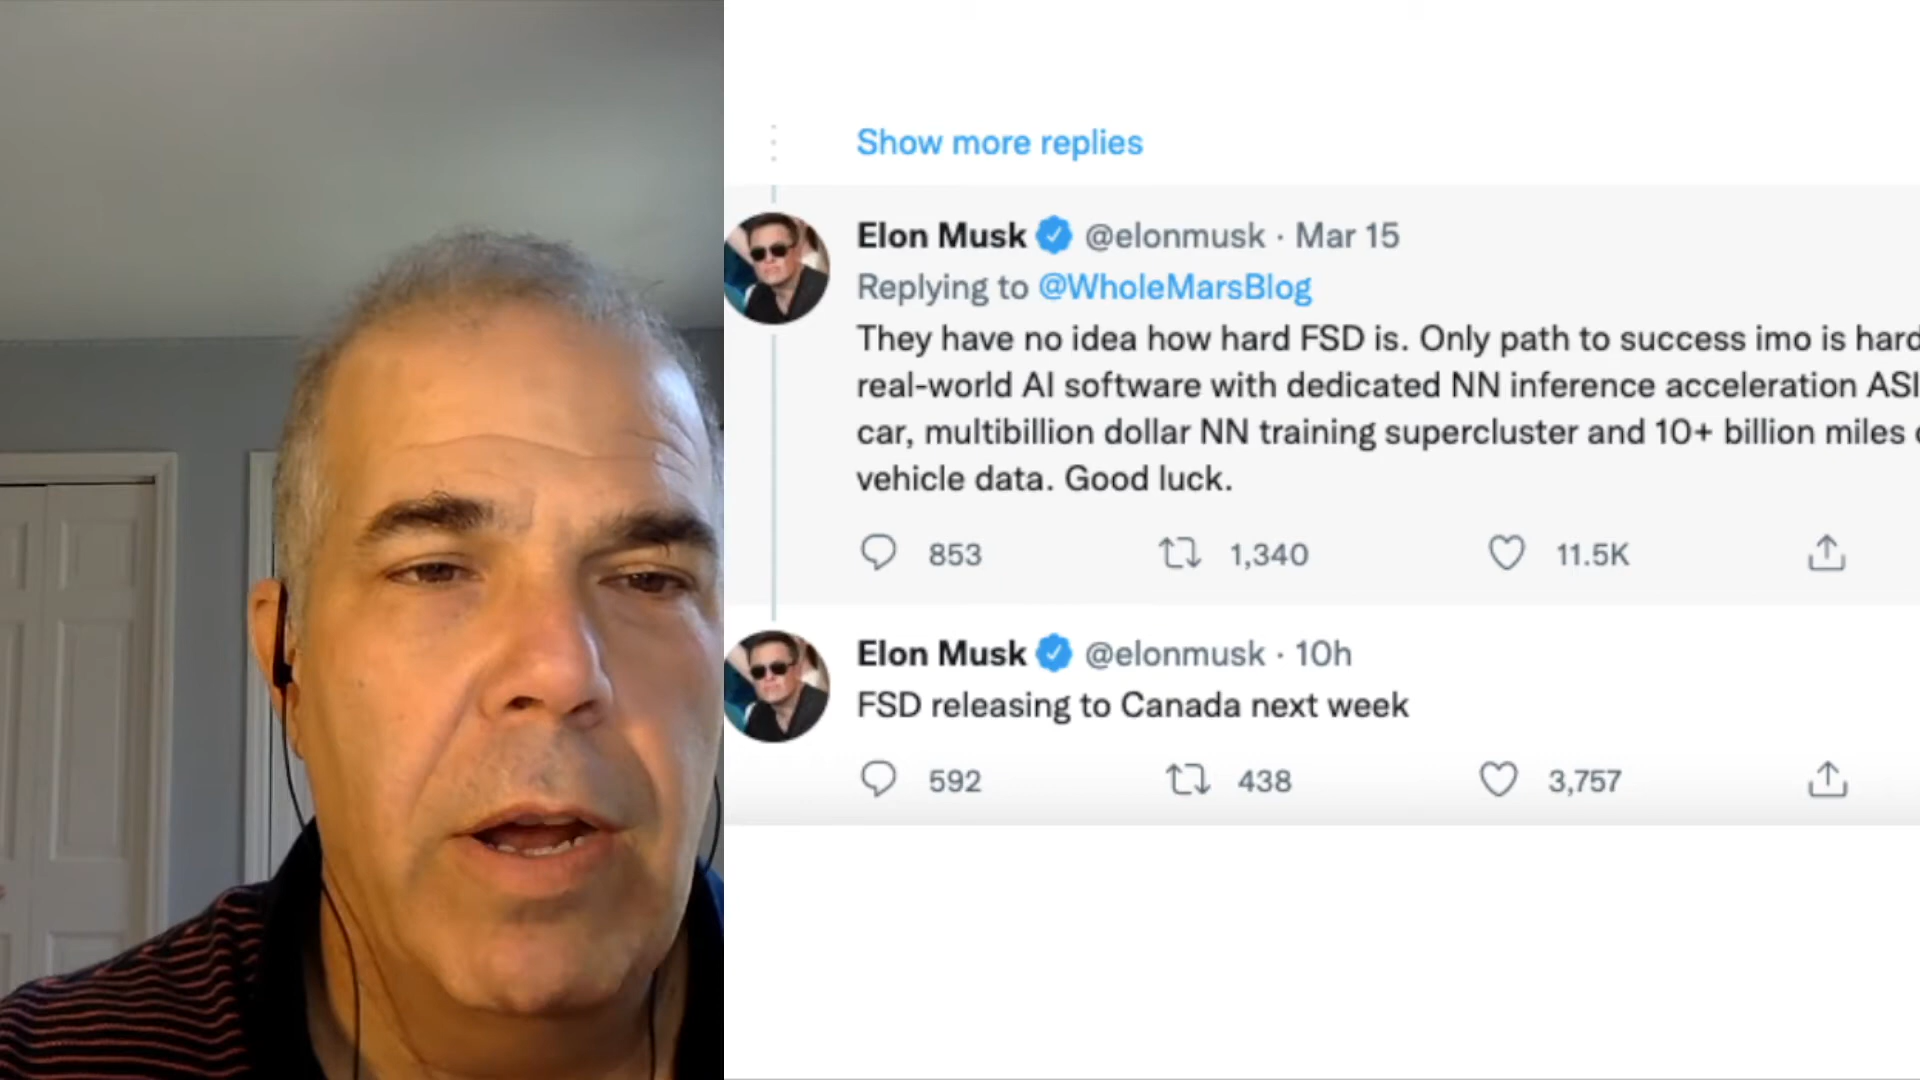 Show more replies
Elon Musk @elonmusk · Mar 15
Replying to @WholeMarsBlog
They have no idea how hard FSD is. Only path to success imo is hard
real-world AI software with dedicated NN inference acceleration ASI
car, multibillion dollar NN training supercluster and 10+ billion miles
vehicle data. Good luck.
853 1,340 11.5K
Elon Musk @elonmusk · 10h
FSD releasing to Canada next week
592 438 3,757